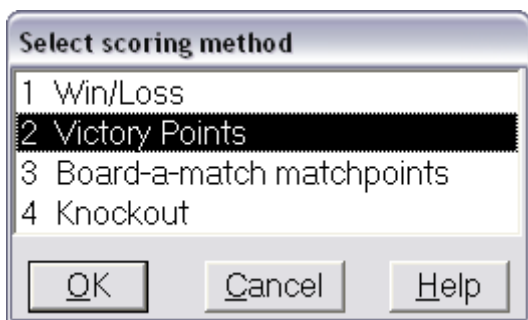 Select scoring method
1 Win/Loss
2 Victory Points
3 Board-a-match matchpoints
4 Knockout
OK Cancel Help